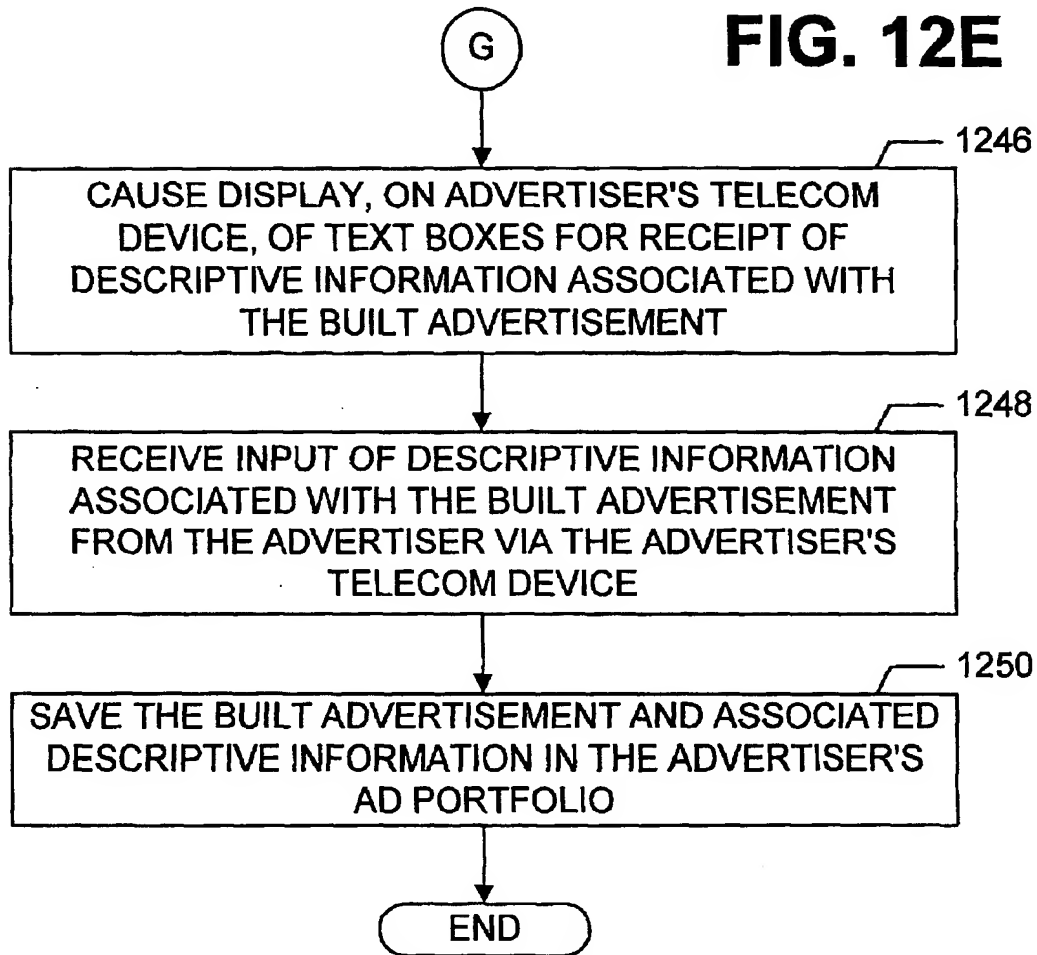 G
FIG. 12E
1246
CAUSE DISPLAY, ON ADVERTISER'S TELECOM
DEVICE, OF TEXT BOXES FOR RECEIPT OF
DESCRIPTIVE INFORMATION ASSOCIATED WITH
THE BUILT ADVERTISEMENT
1248
RECEIVE INPUT OF DESCRIPTIVE INFORMATION
ASSOCIATED WITH THE BUILT ADVERTISEMENT
FROM THE ADVERTISER VIA THE ADVERTISER'S
TELECOM DEVICE
1250
SAVE THE BUILT ADVERTISEMENT AND ASSOCIATED
DESCRIPTIVE INFORMATION IN THE ADVERTISER'S
AD PORTFOLIO
END